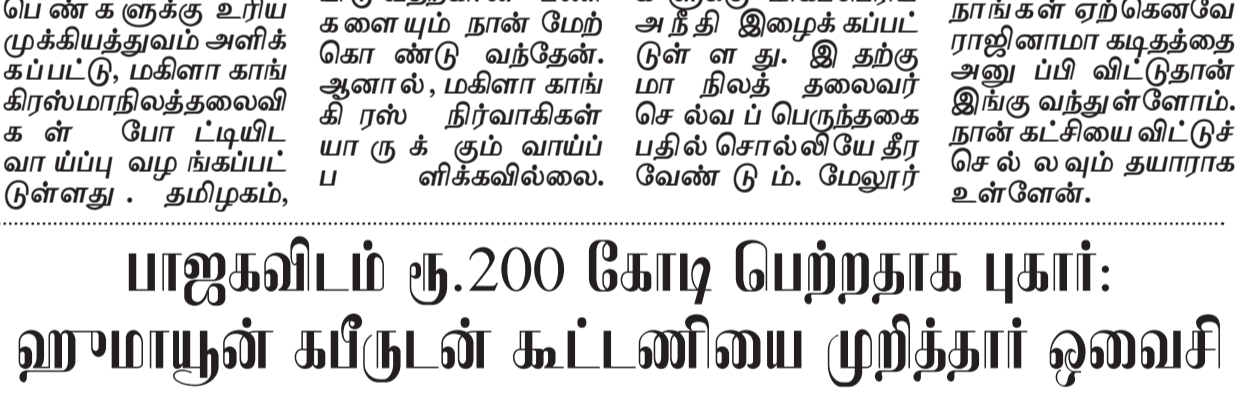 பெண்களுக்கு உரிய
முக்கியத்துவம் அளிக்
கப்பட்டு, மகிளா காங்
கிரஸ்மாநிலத்தலைவி
கள் போட்டியிட
வாய்ப்பு வழங்கப்பட்
டுள்ளது. தமிழகம்,
களையும் நான் மேற்
கொண்டு வந்தேன்.
ஆனால், மகிளா காங்
கிரஸ் நிர்வாகிகள்
யாருக்கும் வாய்ப்
பளிக்கவில்லை.
அநீதி இழைக்கப்பட்
டுள்ளது. இதற்கு
மாநிலத் தலைவர்
செல்வப்பெருந்தகை
பதில் சொல்லியே தீர
வேண்டும். மேலூர்
நாங்கள் ஏற்கெனவே
ராஜினாமா கடிதத்தை
அனுப்பி விட்டுதான்
இங்கு வந்துள்ளோம்.
நான் கட்சியை விட்டுச்
செல்லவும் தயாராக
உள்ளேன்.
பாஜகவிடம் ரூ.200 கோடி பெற்றதாக புகார்:
ஹுமாயூன் கபீருடன் கூட்டணியை முறித்தார் ஒவைசி